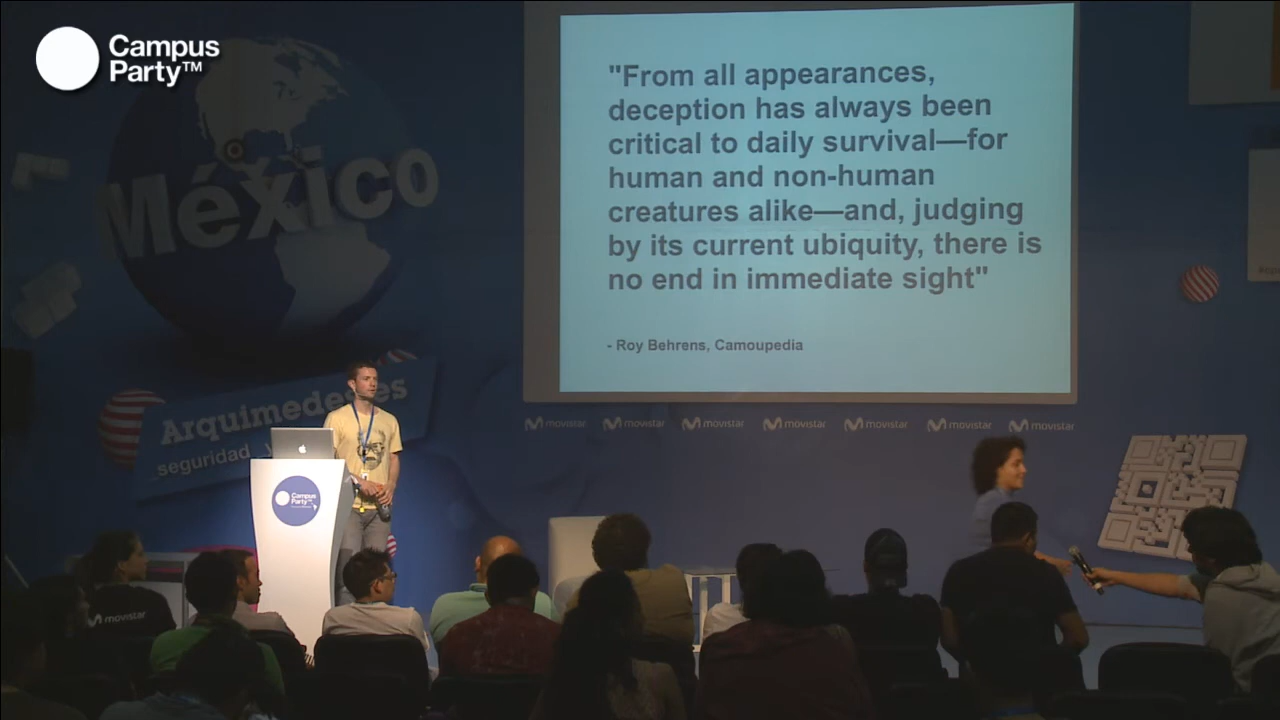 Campus
Party™
México
Arquimedes
seguridad y
"From all appearances,
deception has always been
critical to daily survival—for
human and non-human
creatures alike—and, judging
by its current ubiquity, there is
no end in immediate sight"
- Roy Behrens, Camoupedia
movistar movistar movistar movistar movistar movistar movistar
Campus
Party™
movistar